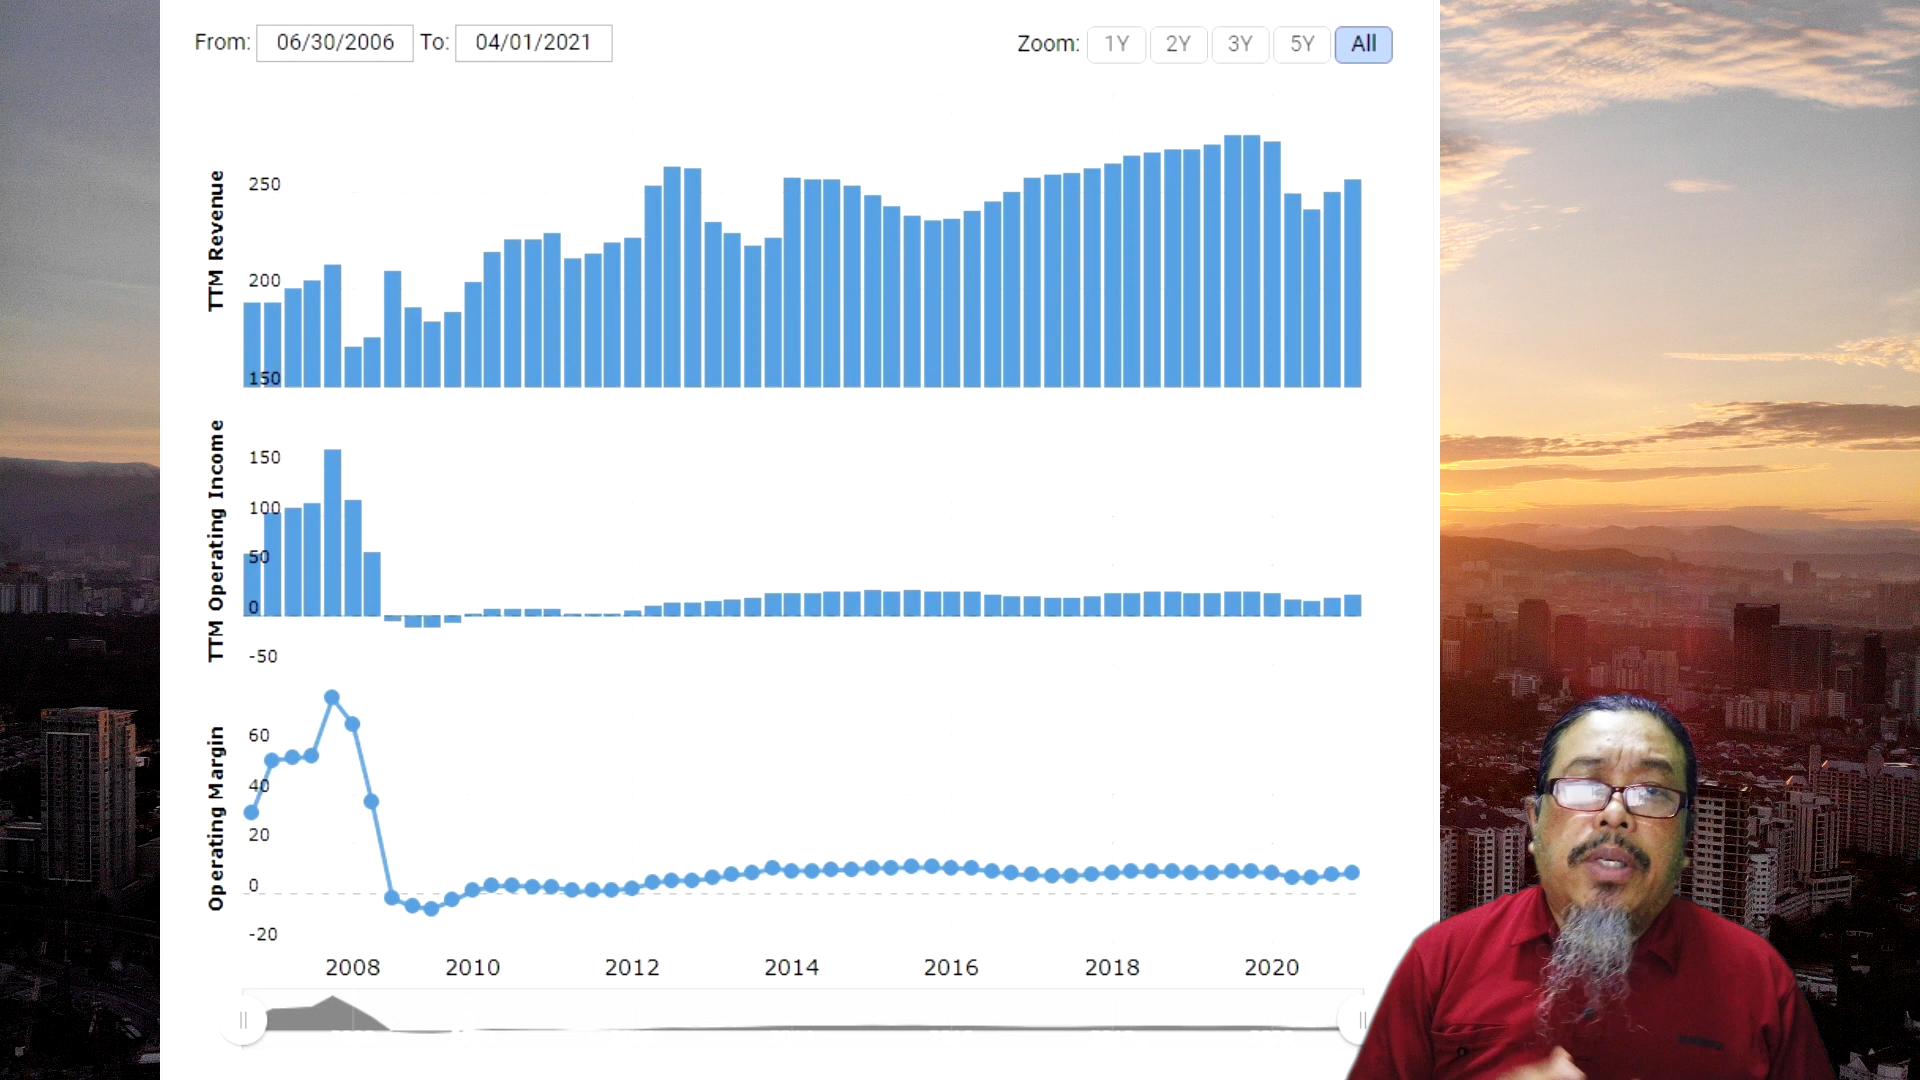 From: 06/30/2006 To: 04/01/2021 Zoom: 1Y 2Y 3Y 5Y All
TTM Revenue
250
200
150
TTM Operating Income
150
100
50
0
-50
Operating Margin
60
40
20
0
-20
2008 2010 2012 2014 2016 2018 2020